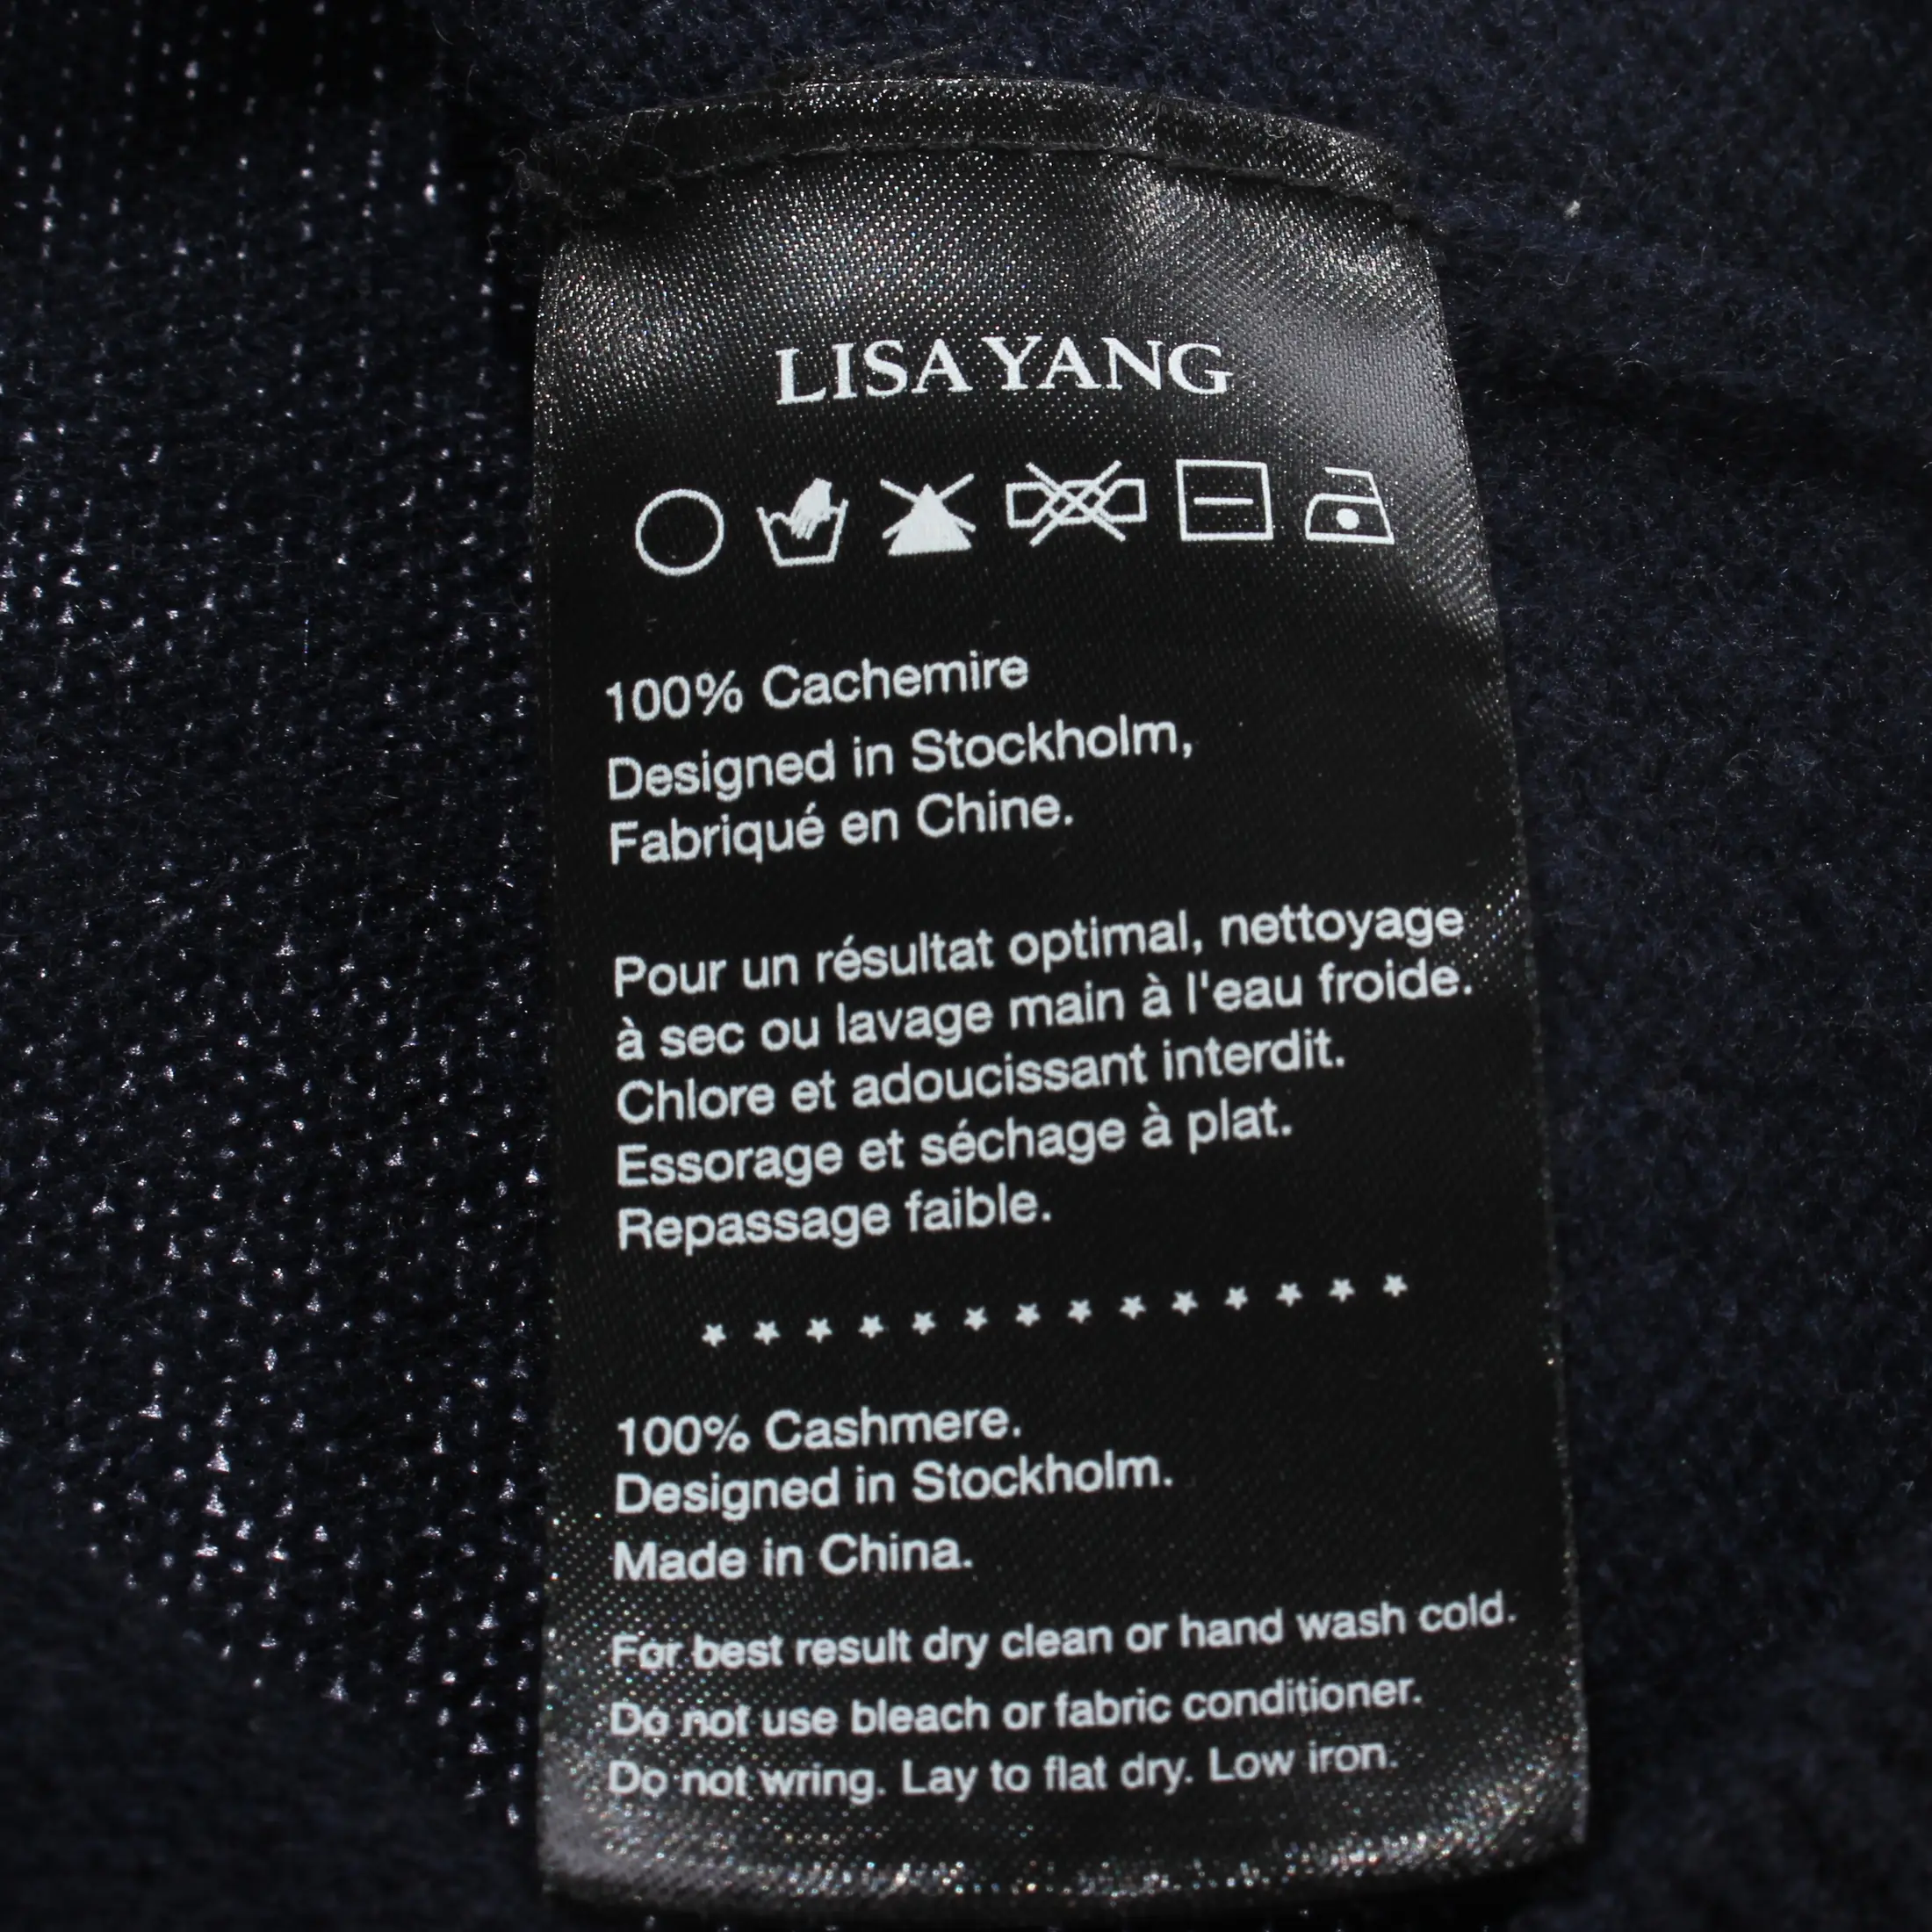 LISA YANG
100% Cachemire
Designed in Stockholm,
Fabriqué en Chine.
Pour un résultat optimal, nettoyage
à sec ou lavage main à l'eau froide.
Chlore et adoucissant interdit.
Essorage et séchage à plat.
Repassage faible.
100% Cashmere.
Designed in Stockholm.
Made in China.
For best result dry clean or hand wash cold.
Do not use bleach or fabric conditioner.
Do not wring. Lay to flat dry. Low iron.